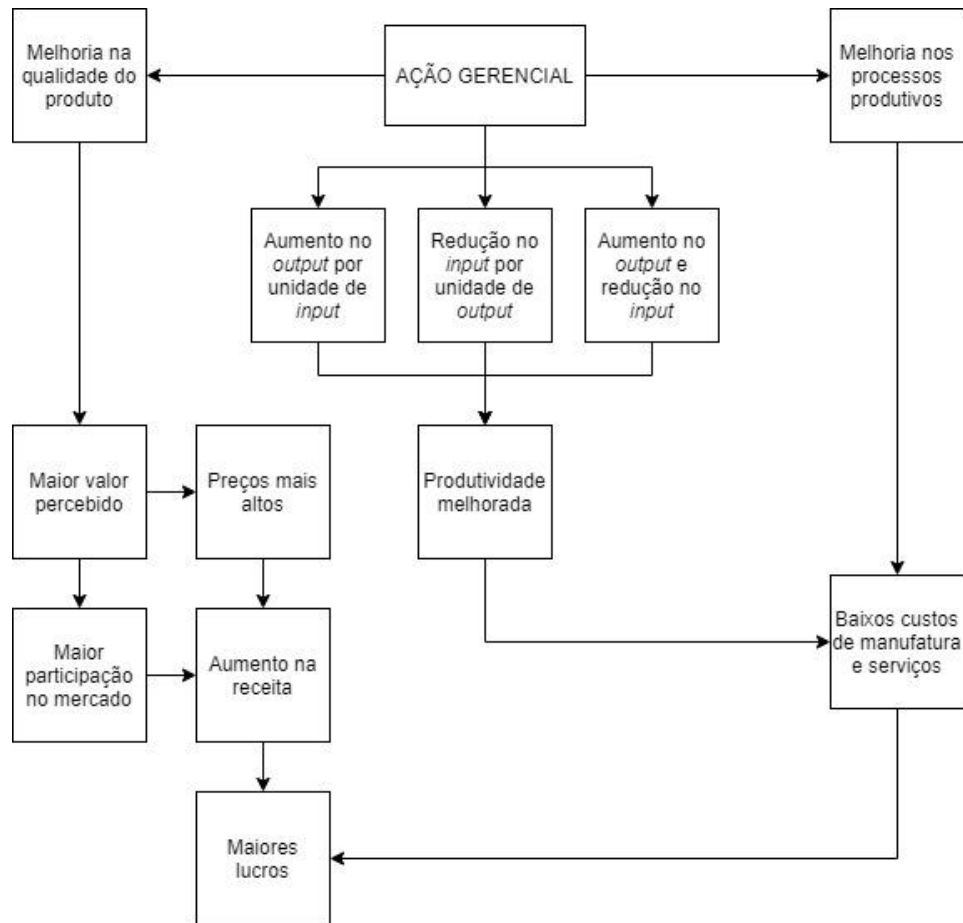 Melhoria na
qualidade do
produto
AÇÃO GERENCIAL
Melhoria nos
processos
produtivos
Aumento no
output por
unidade de
input
Redução no
input por
unidade de
output
Aumento no
output e
redução no
input
Maior valor
percebido
Preços mais
altos
Produtividade
melhorada
Maior
participação
no mercado
Aumento na
receita
Baixos custos
de manufatura
e serviços
Maiores
lucros